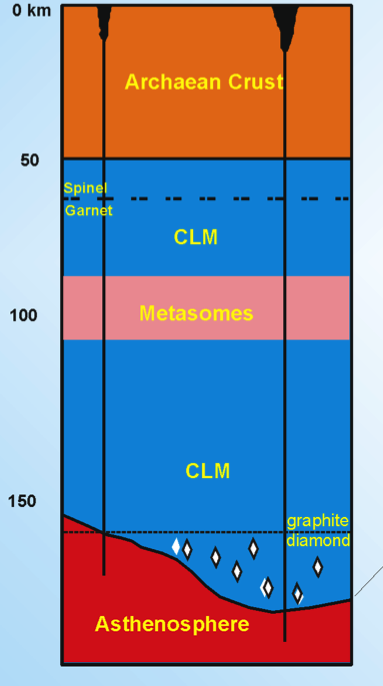 0 km
Archaean Crust
50
Spinel
Garnet
CLM
100
Metasomes
CLM
150
graphite
diamond
Asthenosphere